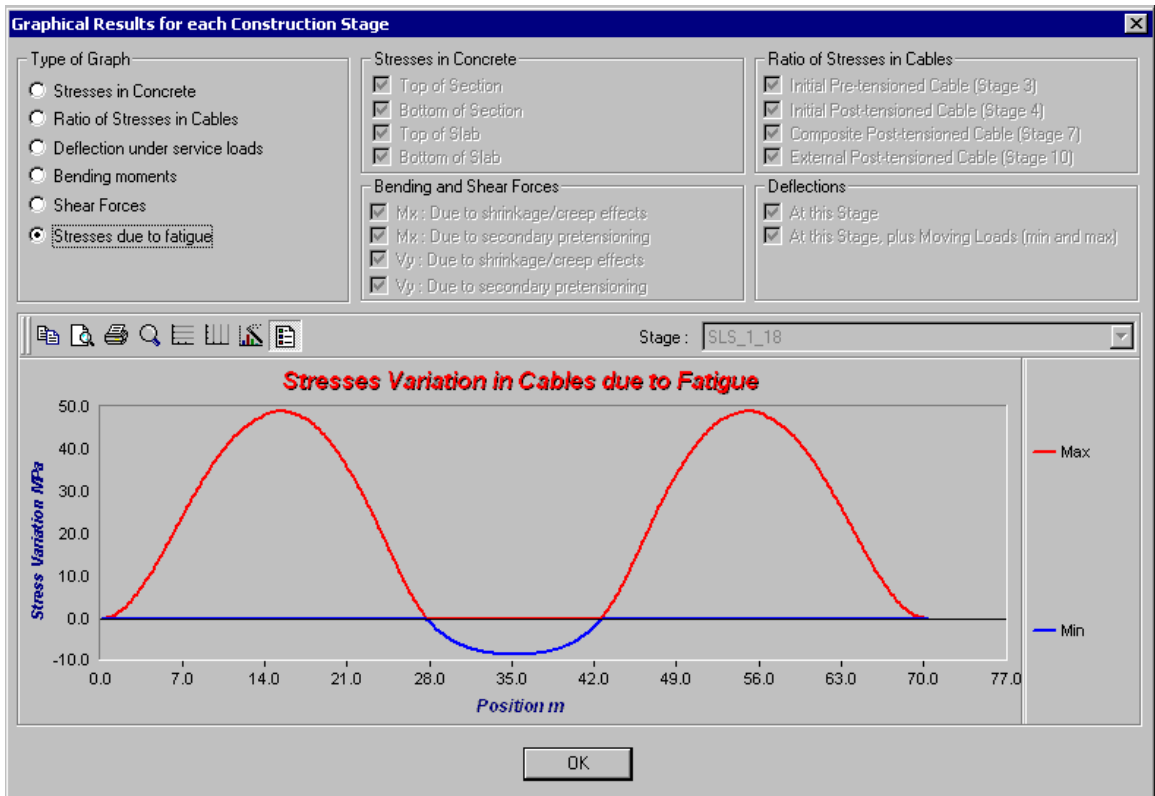 Graphical Results for each Construction Stage
Type of Graph
Stresses in Concrete
Ratio of Stresses in Cables
Deflection under service loads
Bending moments
Shear Forces
Stresses due to fatigue
Stresses in Concrete
Top of Section
Bottom of Section
Top of Slab
Bottom of Slab
Bending and Shear Forces
Mx : Due to shrinkage/creep effects
Mx : Due to secondary pretensioning
Vy : Due to shrinkage/creep effects
Vy : Due to secondary pretensioning
Ratio of Stresses in Cables
Initial Pre-tensioned Cable (Stage 3)
Initial Post-tensioned Cable (Stage 4)
Composite Post-tensioned Cable (Stage 7)
External Post-tensioned Cable (Stage 10)
Deflections
At this Stage
At this Stage, plus Moving Loads (min and max)
Stage : SLS_1_18
Stresses Variation in Cables due to Fatigue
Stress Variation MPa
50.0
40.0
30.0
20.0
10.0
0.0
-10.0
0.0 7.0 14.0 21.0 28.0 35.0 42.0 49.0 56.0 63.0 70.0 77.0
Position m
Max
Min
OK